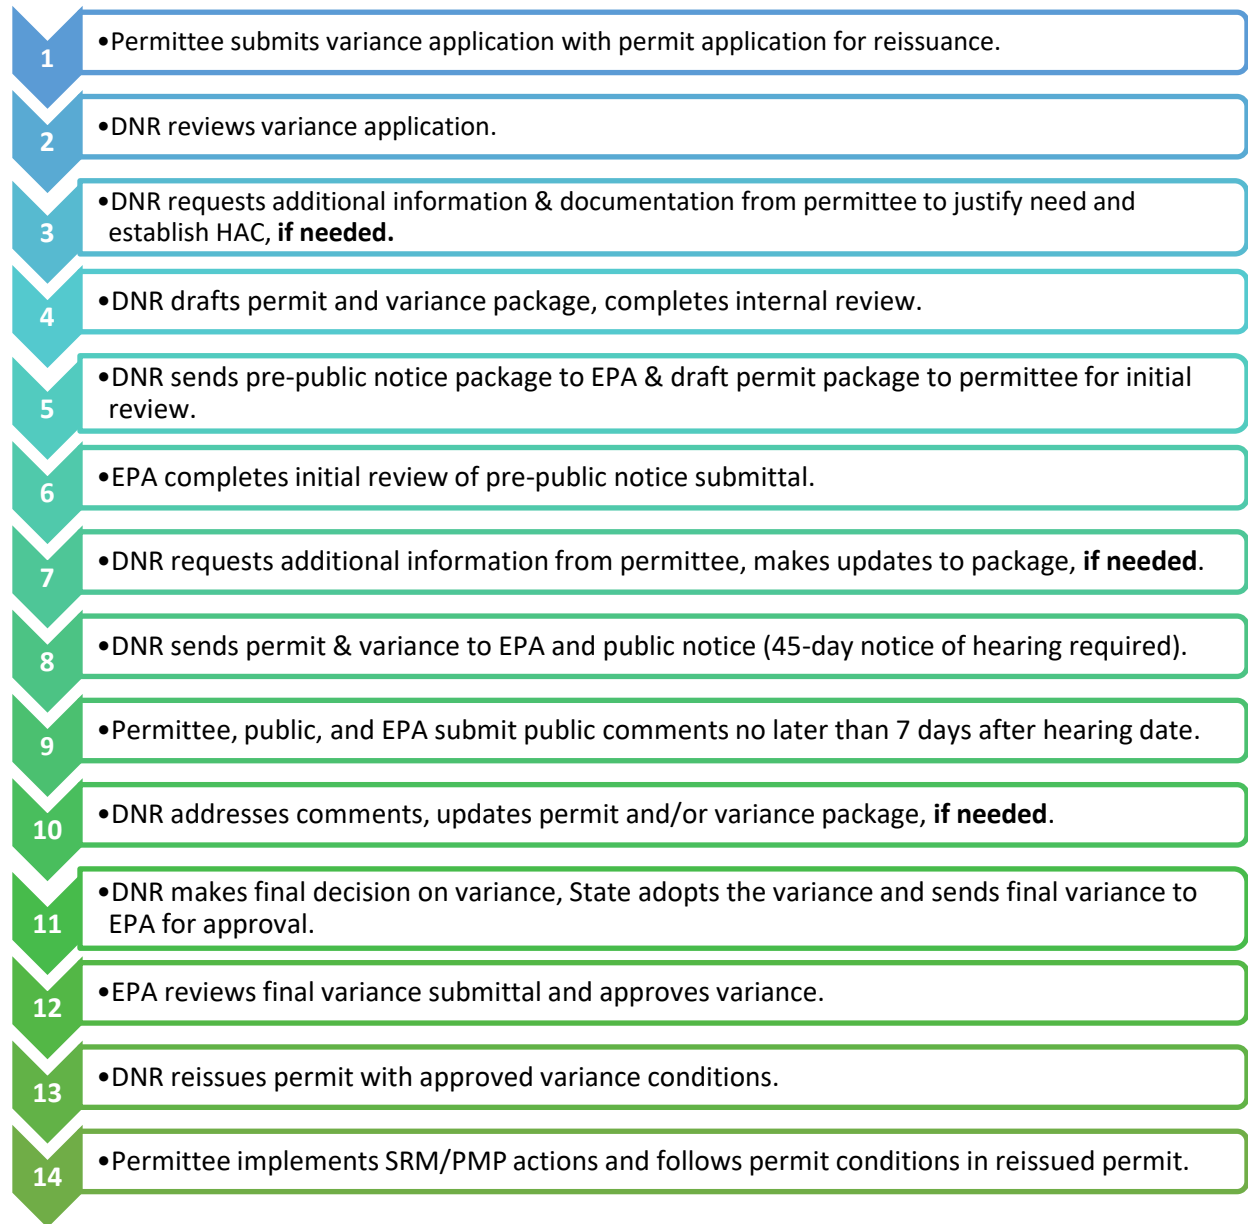 1
•Permittee submits variance application with permit application for reissuance.
2
•DNR reviews variance application.
3
•DNR requests additional information & documentation from permittee to justify need and
establish HAC, if needed.
4
•DNR drafts permit and variance package, completes internal review.
5
•DNR sends pre-public notice package to EPA & draft permit package to permittee for initial
review.
6
•EPA completes initial review of pre-public notice submittal.
7
•DNR requests additional information from permittee, makes updates to package, if needed.
8
•DNR sends permit & variance to EPA and public notice (45-day notice of hearing required).
9
•Permittee, public, and EPA submit public comments no later than 7 days after hearing date.
10
•DNR addresses comments, updates permit and/or variance package, if needed.
11
•DNR makes final decision on variance, State adopts the variance and sends final variance to
EPA for approval.
12
•EPA reviews final variance submittal and approves variance.
13
•DNR reissues permit with approved variance conditions.
14
•Permittee implements SRM/PMP actions and follows permit conditions in reissued permit.